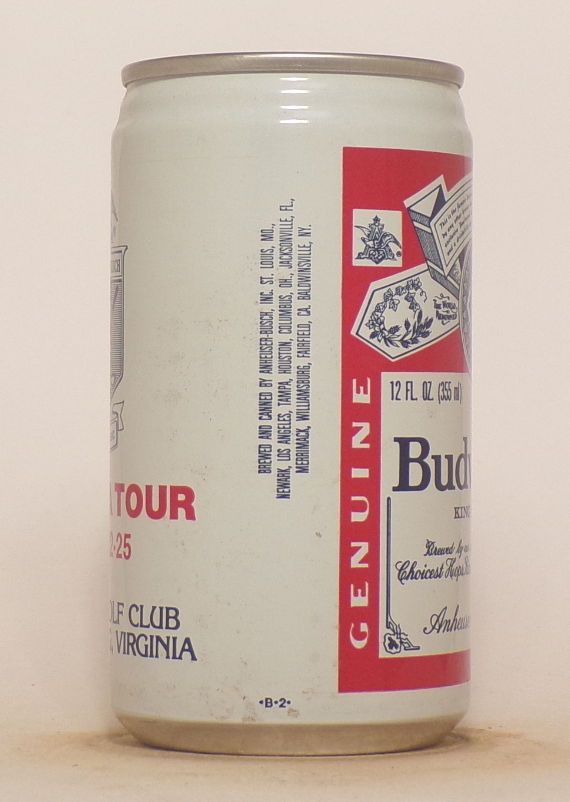 TOUR
2-25
LF CLUB
VIRGINIA
BREWED AND CANNED BY ANHEUSER-BUSCH, INC. ST. LOUIS, MO.,
NEWARK, LOS ANGELES, TAMPA, HOUSTON, COLUMBUS, OH., JACKSONVILLE, FL.,
MERRIMACK, WILLIAMSBURG, FAIRFIELD, CA. BALDWINSVILLE, NY.
•B•2•
GENUINE
12 FL. OZ. (355 ml)
Bud
KING
Brewed by
Choicest Hops,
Anheus